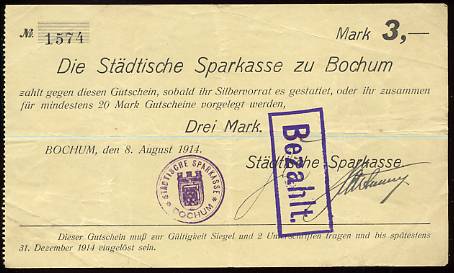 No. 1574
Mark 3,—
Die Städtische Sparkasse zu Bochum
zahlt gegen diesen Gutschein, sobald ihr Silbervorrat es gestattet, oder ihr zusammen
für mindestens 20 Mark Gutscheine vorgelegt werden,
Drei Mark.
BOCHUM, den 8. August 1914.
Städtische Sparkasse.
Bezahlt.
STÄDTISCHE SPARKASSE
BOCHUM
Dieser Gutschein muß zur Gültigkeit Siegel und 2 Unterschriften tragen und bis spätestens
31. Dezember 1914 eingelöst sein.